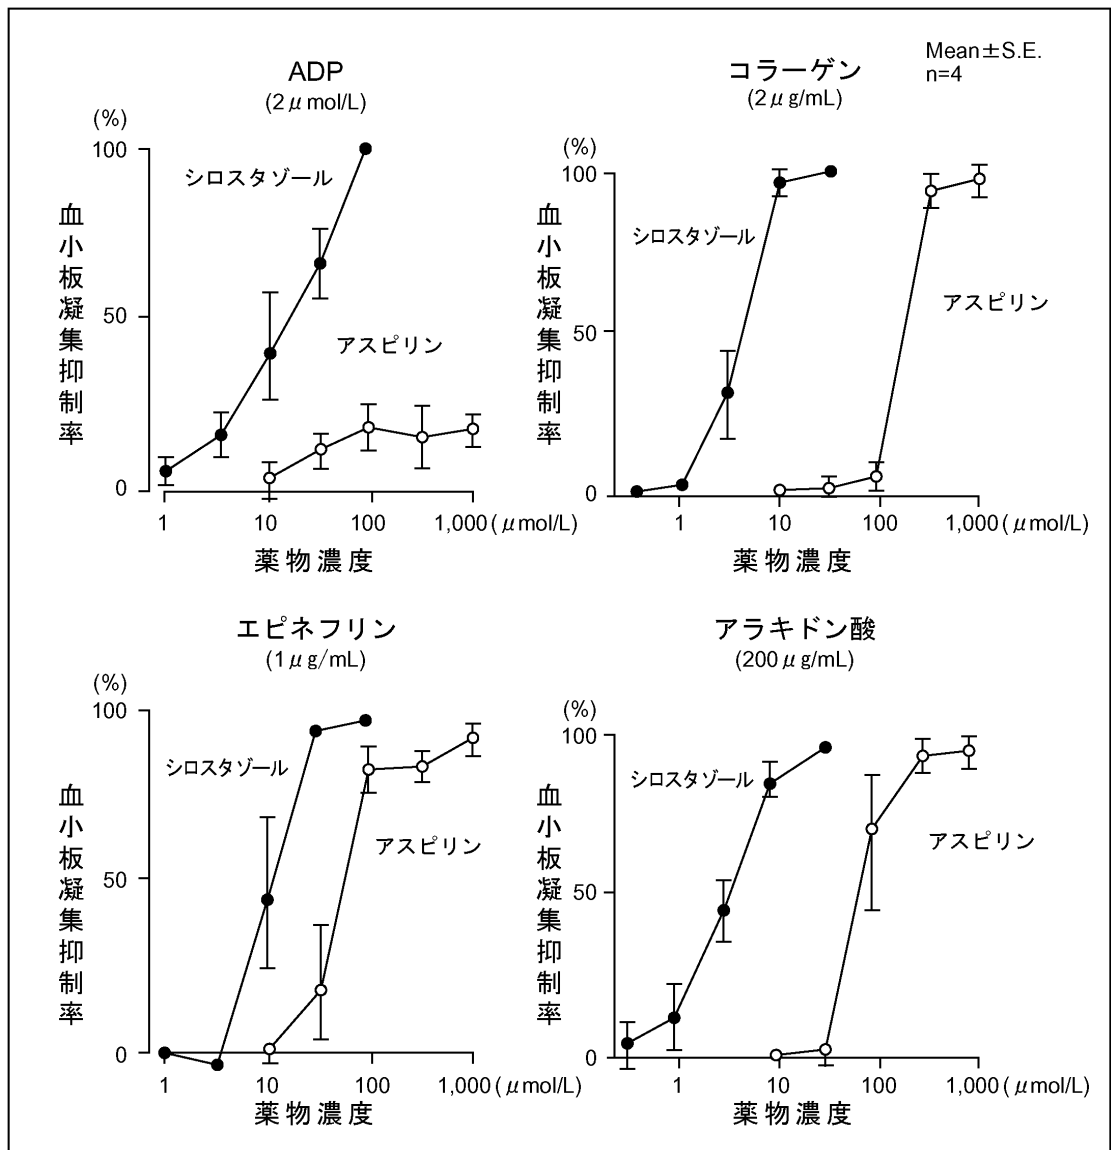 ADP
(2μmol/L)
(%)
100
50
0
血小板凝集抑制率
シロスタゾール
アスピリン
1 10 100 1,000 (μmol/L)
薬物濃度
コラーゲン
(2μg/mL)
Mean±S.E.
n=4
(%)
100
50
0
血小板凝集抑制率
シロスタゾール
アスピリン
1 10 100 1,000 (μmol/L)
薬物濃度
エピネフリン
(1μg/mL)
(%)
100
50
0
血小板凝集抑制率
シロスタゾール
アスピリン
1 10 100 1,000 (μmol/L)
薬物濃度
アラキドン酸
(200μg/mL)
(%)
100
50
0
血小板凝集抑制率
シロスタゾール
アスピリン
1 10 100 1,000 (μmol/L)
薬物濃度